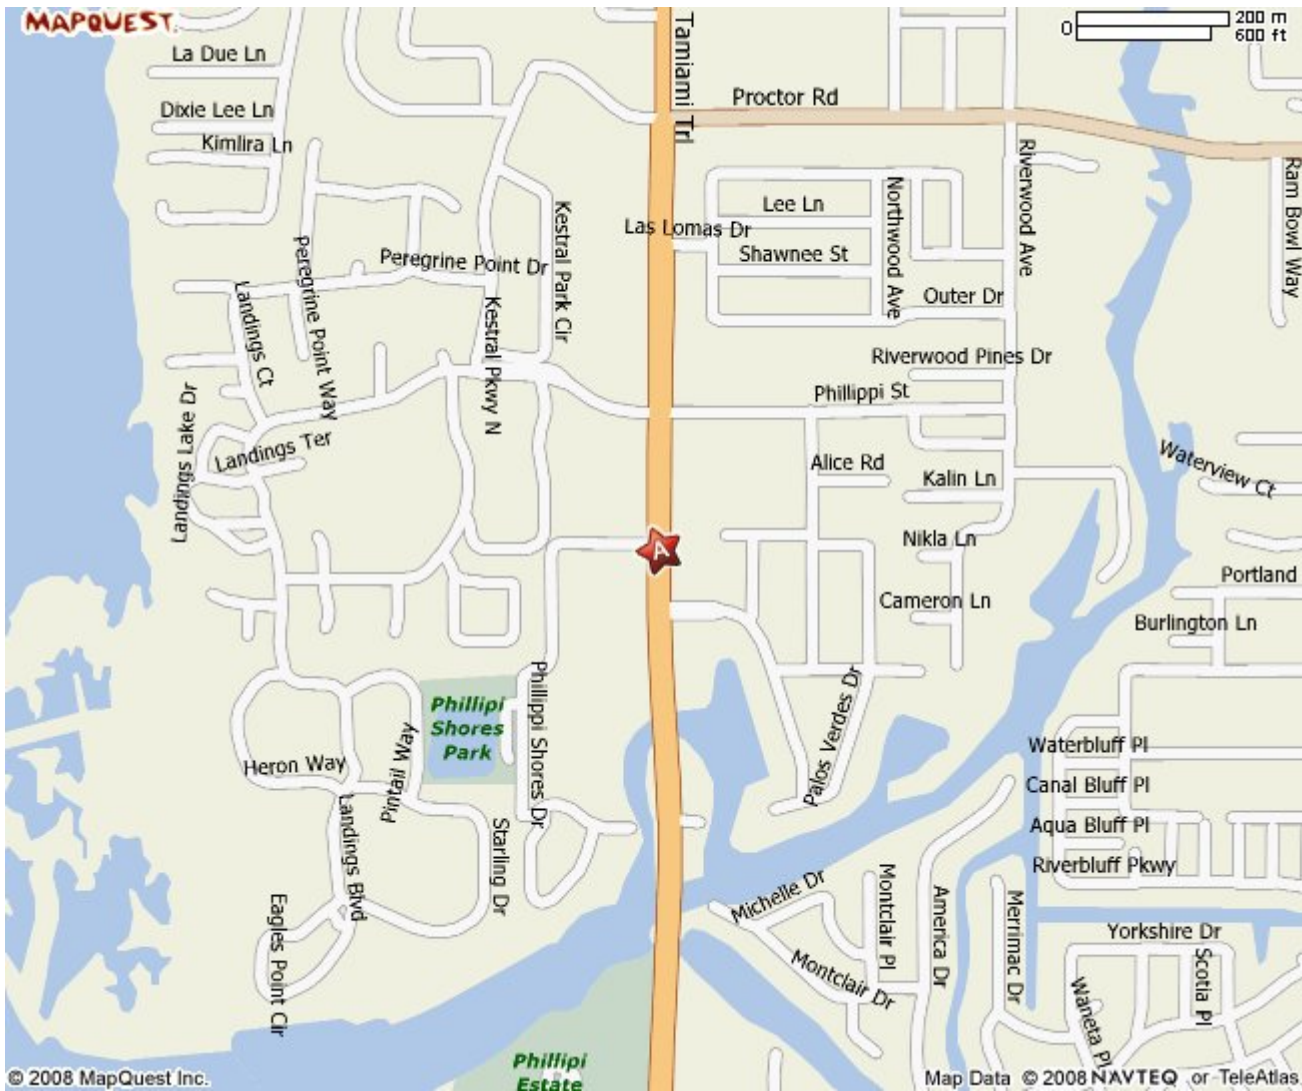 MAPQUEST.
0
200 m
600 ft
La Due Ln
Tamiami Trl
Proctor Rd
Dixie Lee Ln
Kimlira Ln
Riverwood Ave
Ram Bowl Way
Lee Ln
Northwood Ave
Kestral Park Cir
Las Lomas Dr
Shawnee St
Peregrine Point Dr
Peregrine Point Way
Landings Ct
Kestral Pkwy N
Outer Dr
Riverwood Pines Dr
Phillippi St
Landings Lake Dr
Landings Ter
Alice Rd
Kalin Ln
Waterview Ct
A
Nikla Ln
Portland
Cameron Ln
Burlington Ln
Phillippi Shores Dr
Palos Verdes Dr
Phillipi
Shores
Park
Pintail Way
Heron Way
Waterbluff Pl
Canal Bluff Pl
Landings Blvd
Starling Dr
Aqua Bluff Pl
Riverbluff Pkwy
Michelle Dr
Montclair Pl
America Dr
Merrimac Dr
Eagles Point Cir
Yorkshire Dr
Scotia Pl
Montclair Dr
Waneta Pl
Phillipi
Estate
© 2008 MapQuest Inc.
Map Data © 2008 NAVTEQ or TeleAtlas